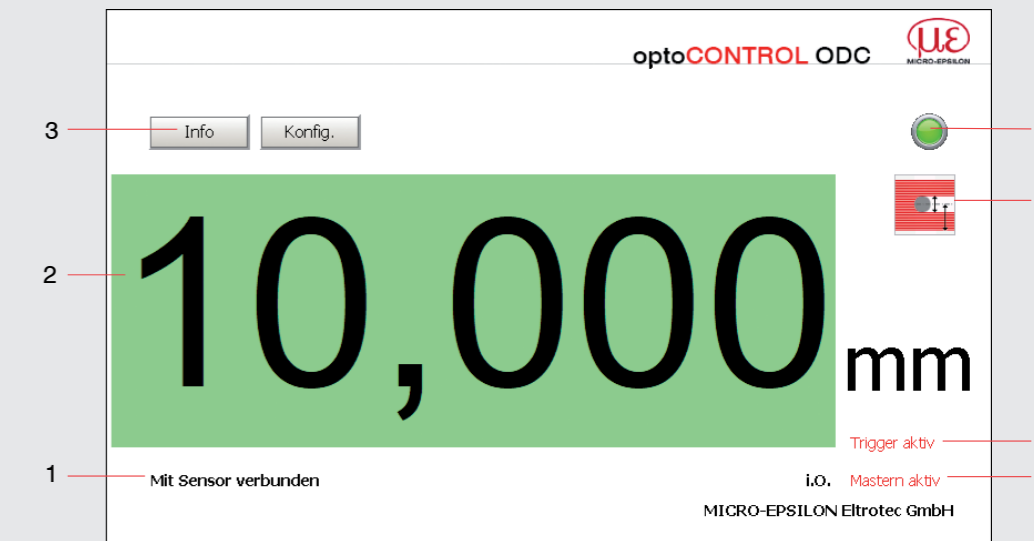 optoCONTROL ODC
με
MICRO-EPSILON
3
Info
Konfig.
2
10,000
mm
Trigger aktiv
1
Mit Sensor verbunden
i.O.
Mastern aktiv
MICRO-EPSILON Eltrotec GmbH